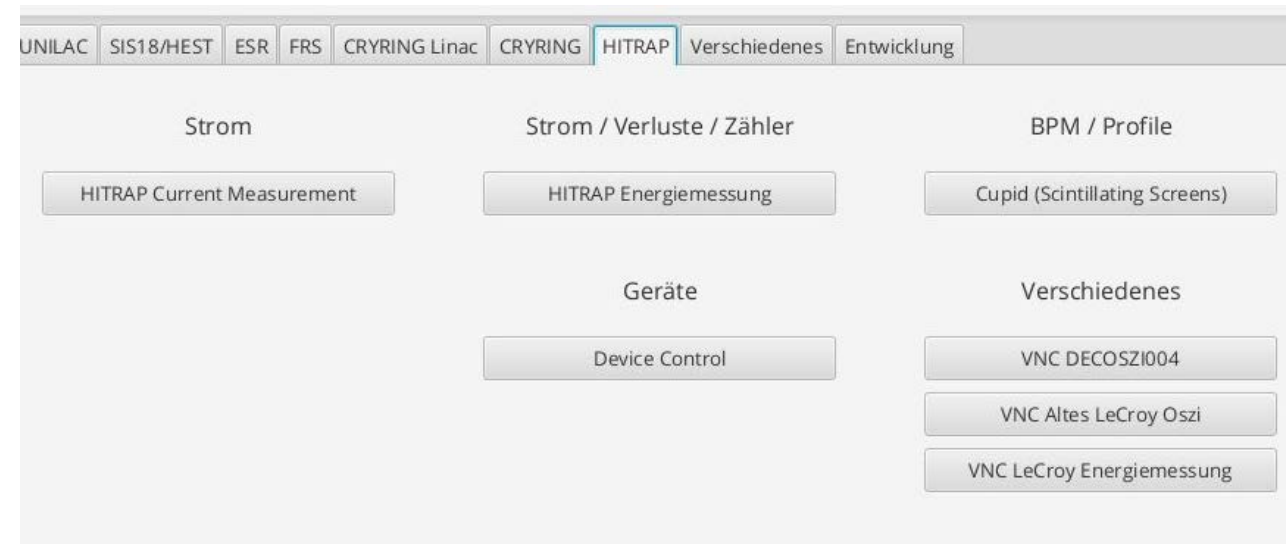 UNILAC SIS18/HEST ESR FRS CRYRING Linac CRYRING HITRAP Verschiedenes Entwicklung
Strom Strom / Verluste / Zähler BPM / Profile
HITRAP Current Measurement HITRAP Energiemessung Cupid (Scintillating Screens)
Geräte Verschiedenes
Device Control VNC DECOSZI004
VNC Altes LeCroy Oszi
VNC LeCroy Energiemessung